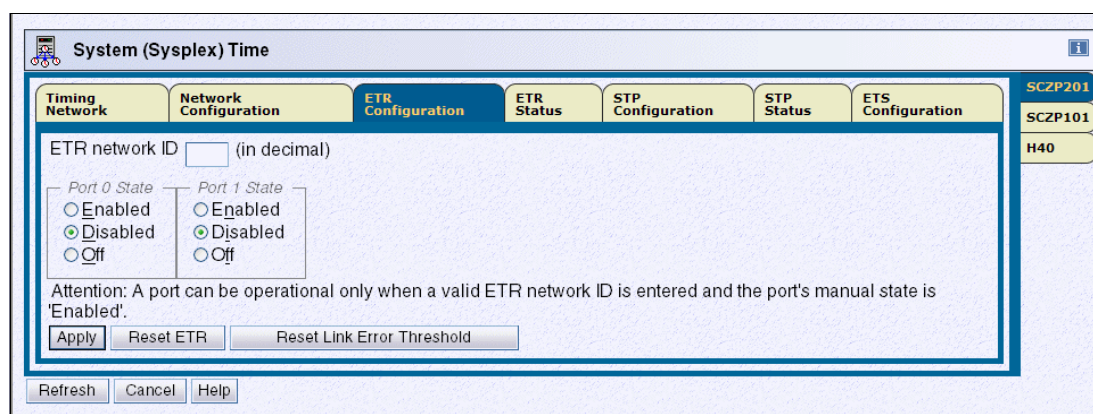 System (Sysplex) Time
i
SCZP201
SCZP101
H40
Timing Network
Network Configuration
ETR Configuration
ETR Status
STP Configuration
STP Status
ETS Configuration
ETR network ID (in decimal)
Port 0 State
Enabled
Disabled
Off
Port 1 State
Enabled
Disabled
Off
Attention: A port can be operational only when a valid ETR network ID is entered and the port's manual state is
'Enabled'.
Apply Reset ETR Reset Link Error Threshold
Refresh Cancel Help